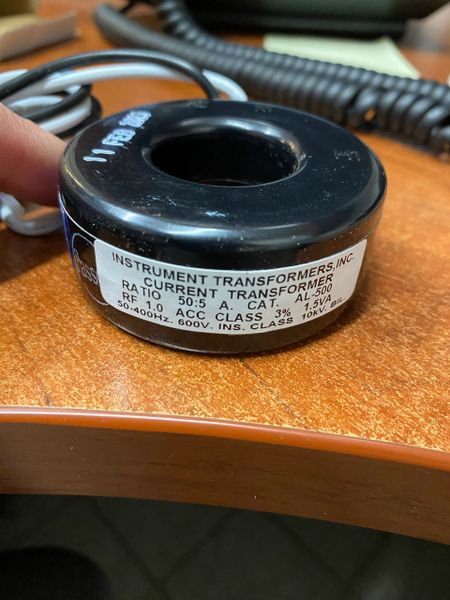 11 FEB
INSTRUMENT TRANSFORMERS, INC.
CURRENT TRANSFORMER
RATIO 50:5 A. CAT. AL-500
RF 1.0 ACC CLASS 3% 1.5VA
50-400HZ. 600V. INS. CLASS 10KV. BIL